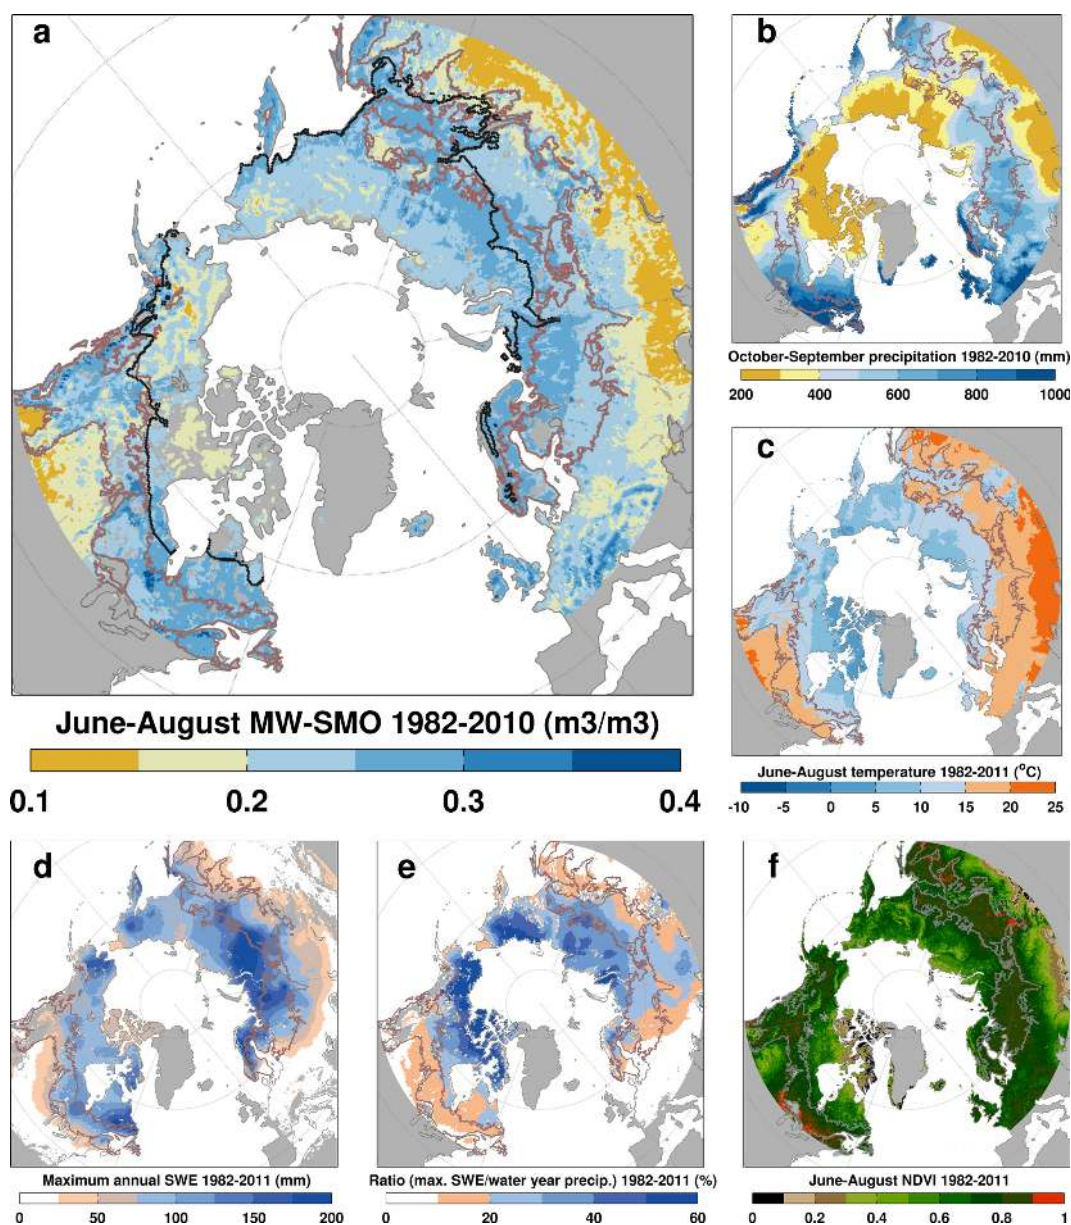 a
b
October-September precipitation 1982-2010 (mm)
200 400 600 800 1000
c
June-August MW-SMO 1982-2010 (m3/m3)
0.1 0.2 0.3 0.4
June-August temperature 1982-2011 (°C)
-10 -5 0 5 10 15 20 25
d
e
f
Maximum annual SWE 1982-2011 (mm)
0 50 100 150 200
Ratio (max. SWE/water year precip.) 1982-2011 (%)
0 20 40 60
June-August NDVI 1982-2011
0 0.2 0.4 0.6 0.8 1